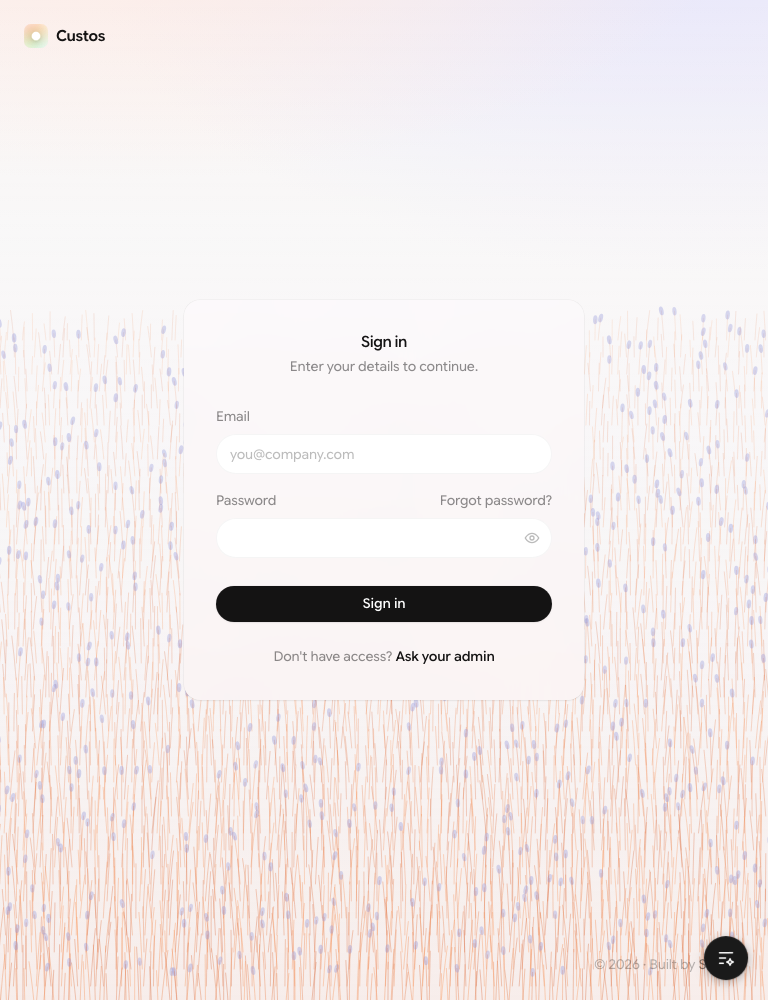 Custos
Sign in
Enter your details to continue.
Email
you@company.com
Password Forgot password?
Sign in
Don't have access? Ask your admin
© 2026 · Built by